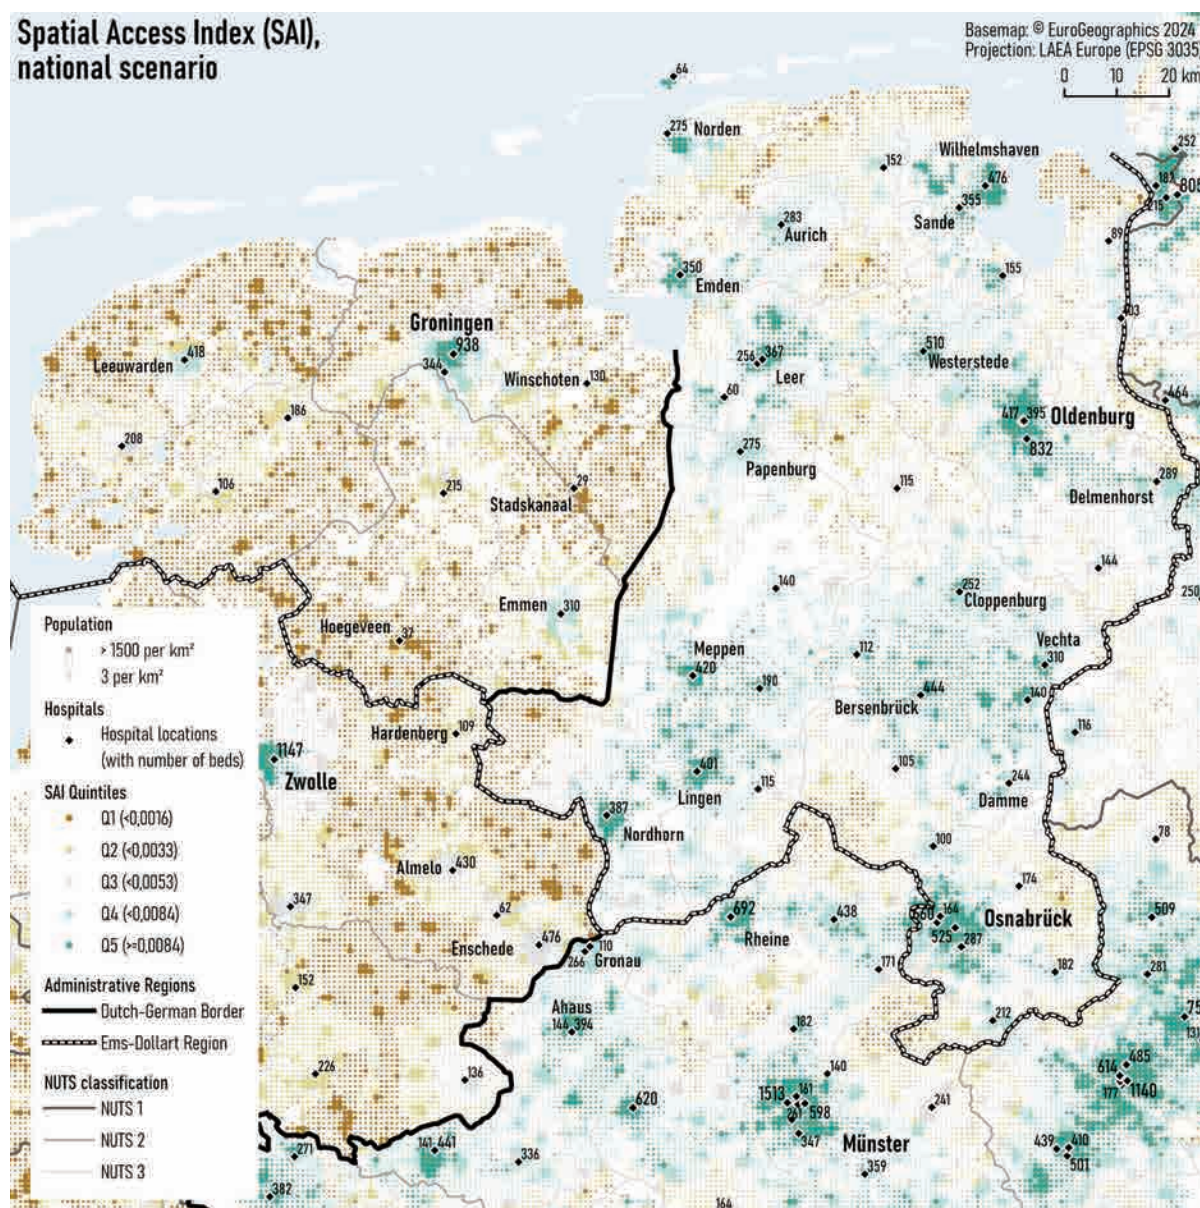 Spatial Access Index (SAI),
national scenario
Basemap: © EuroGeographics 2024
Projection: LAEA Europe (EPSG 3035)
0 10 20 km
64
275 Norden
252
152
Wilhelmshaven
476
808
215
355
Sande
283
Aurich
89
350
Emden
155
Groningen
938
344
Leeuwarden
418
Winschoten
130
256 367
Leer
510
Westerstede
60
464
186
417 395
Oldenburg
832
208
275
Papenburg
106
215
29
Stadskanaal
115
289
Delmenhorst
144
140
252
Cloppenburg
250
Emmen
310
Hoegeveen
37
Vechta
310
Meppen
420
112
190
444
Bersenbrück
140
116
Hardenberg
109
1147
Zwolle
401
Lingen
105
115
244
Damme
387
Nordhorn
78
100
Almelo
430
174
347
62
692
Rheine
438
660 164
Osnabrück
525
287
509
Enschede
476
110
266
Gronau
171
182
281
152
Ahaus
144 394
182
212
75
131
226
136
140
485
614
1140
177
620
1513 161
261 598
347
Münster
241
439 410
501
271
141 441
336
359
382
164
Population
> 1500 per km²
3 per km²
Hospitals
Hospital locations
(with number of beds)
SAI Quintiles
Q1 (<0,0016)
Q2 (<0,0033)
Q3 (<0,0053)
Q4 (<0,0084)
Q5 (>=0,0084)
Administrative Regions
Dutch-German Border
Ems-Dollart Region
NUTS classification
NUTS 1
NUTS 2
NUTS 3